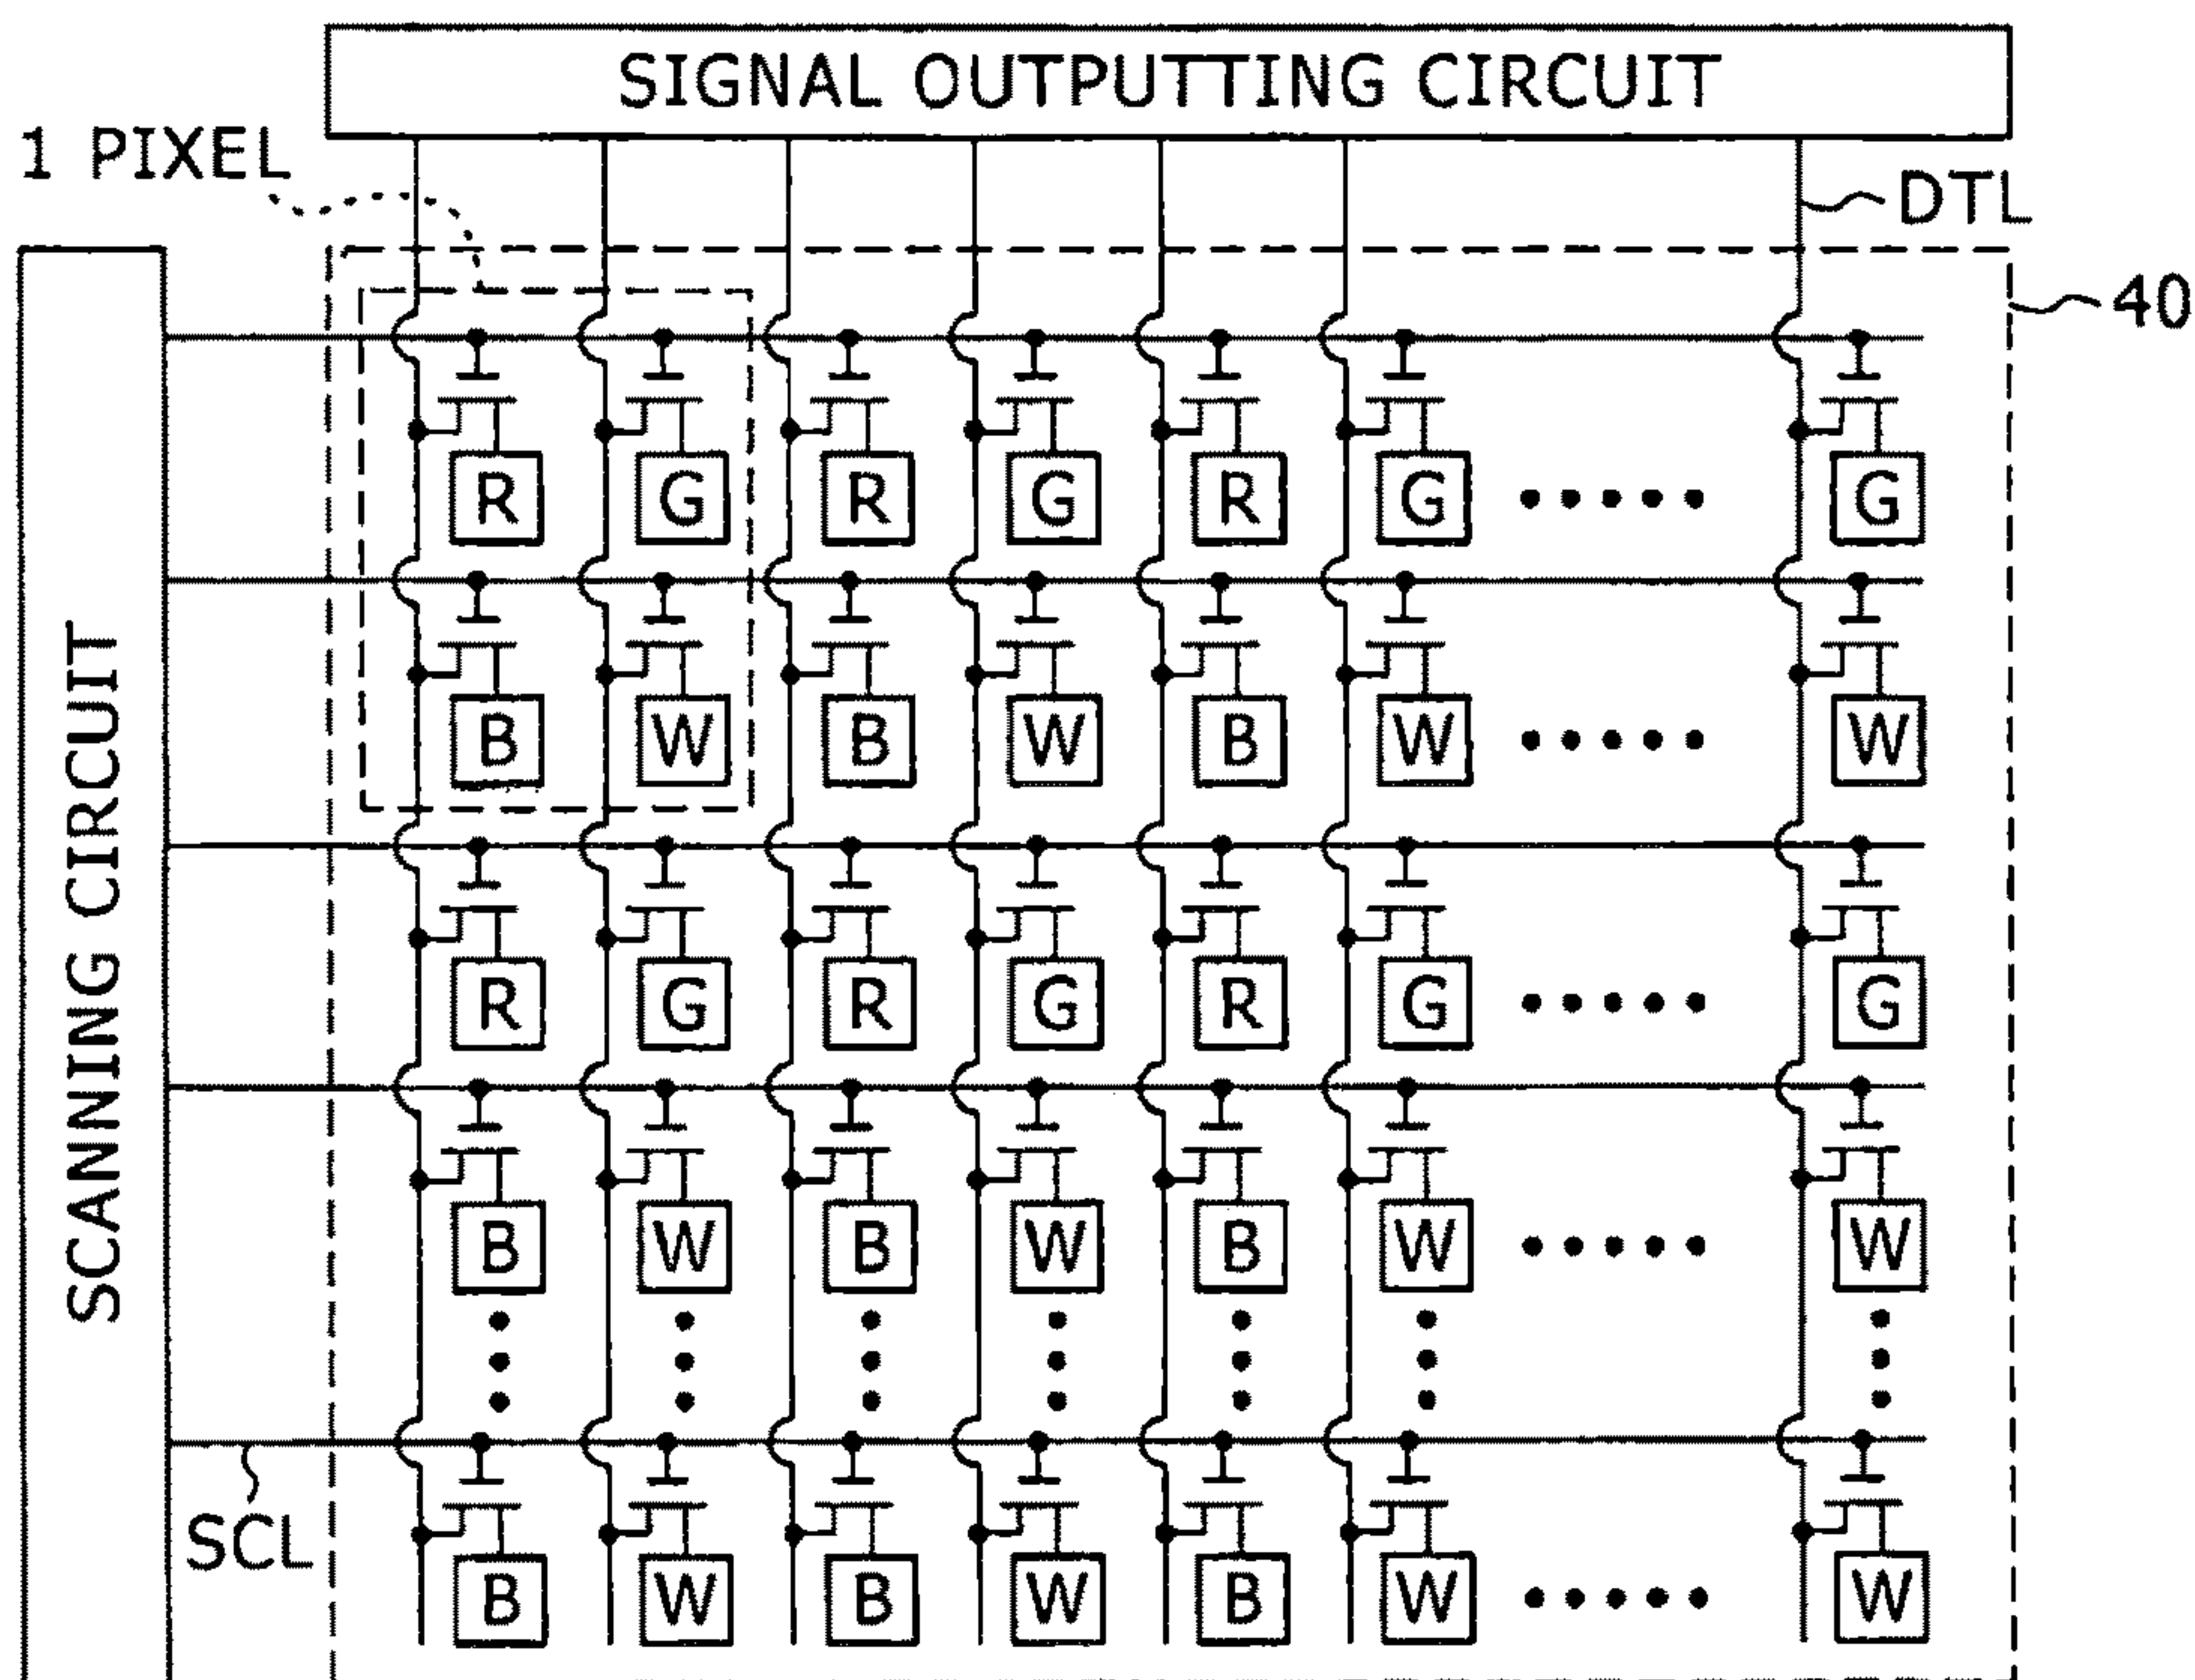 SIGNAL OUTPUTTING CIRCUIT
1 PIXEL
DTL
40
R G R G R G G
B W B W B W W
SCANNING CIRCUIT
R G R G R G G
B W B W B W W
SCL
B W B W B W W